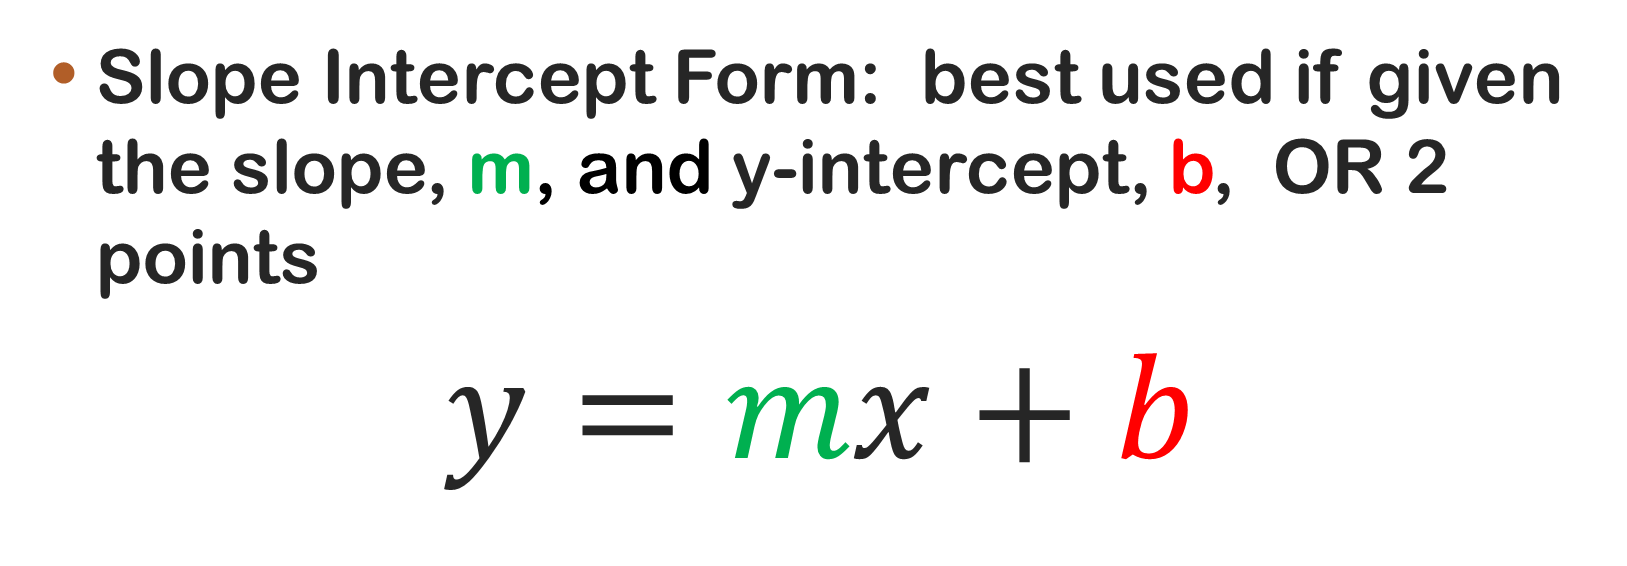 • Slope Intercept Form:  best used if given
the slope, m, and y-intercept, b,  OR 2
points
y = mx + b